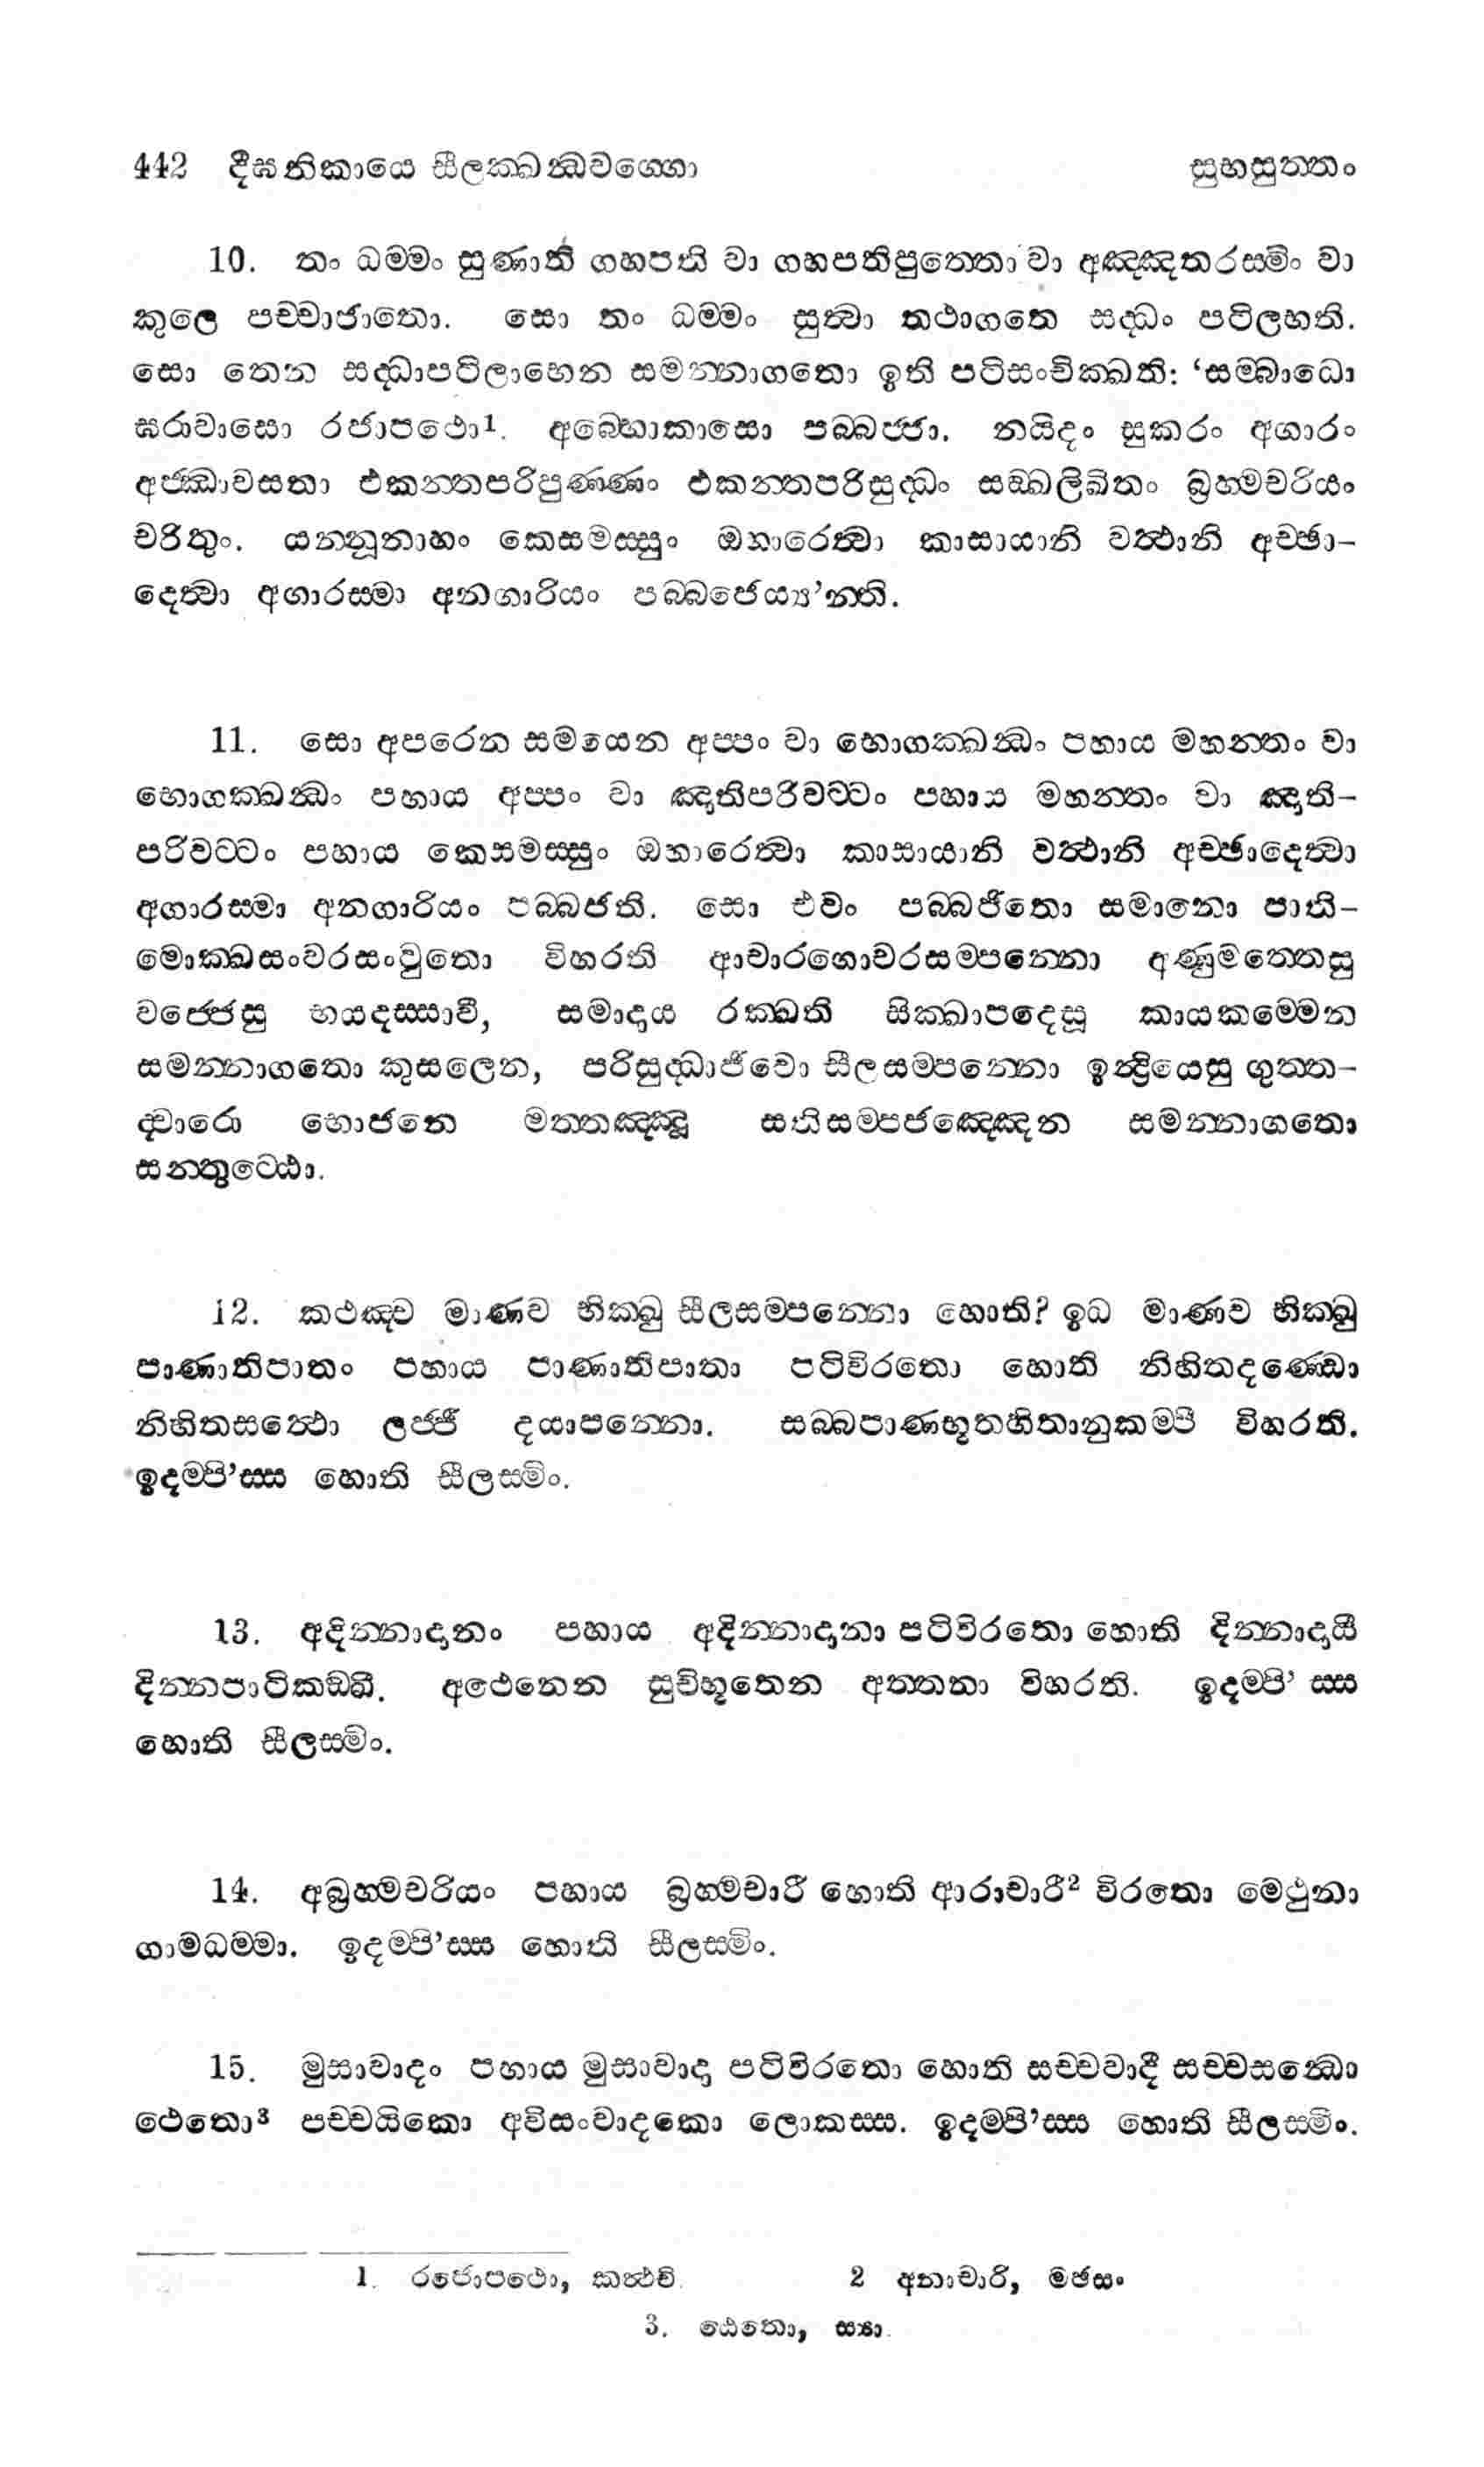 442 දීඝනිකායෙ සීලක්ඛන්ධවග්ගො සුභසුත්තං
10. තං ධම්මං සුණාති ගහපති වා ගහපතිපුත්තො වා අඤ්ඤතරස්මිං වා
කුලෙ පච්චාජාතො. සො තං ධම්මං සුත්වා තථාගතෙ සද්ධං පටිලභති.
සො තෙන සද්ධාපටිලාභෙන සමන්නාගතො ඉති පටිසංචික්ඛති: ‘සම්බාධො
ඝරාවාසො රජාපථො1. අබ්භොකාසො පබ්බජ්ජා. නයිදං සුකරං අගාරං
අජ්ඣාවසතා එකන්තපරිපුණ්ණං එකන්තපරිසුද්ධං සඞ්ඛලිඛිතං බ්‍රහ්මචරියං
චරිතුං. යන්නූනාහං කෙසමස්සුං ඔහාරෙත්වා කාසායානි වත්ථානි අච්ඡා-
දෙත්වා අගාරස්මා අනගාරියං පබ්බජෙය්‍ය’න්ති.
11. සො අපරෙන සමයෙන අප්පං වා භොගක්ඛන්ධං පහාය මහන්තං වා
භොගක්ඛන්ධං පහාය අප්පං වා ඤාතිපරිවට්ටං පහාය මහන්තං වා ඤාති-
පරිවට්ටං පහාය කෙසමස්සුං ඔහාරෙත්වා කාසායානි වත්ථානි අච්ඡාදෙත්වා
අගාරස්මා අනගාරියං පබ්බජති. සො එවං පබ්බජිතො සමානො පාති-
මොක්ඛසංවරසංවුතො විහරති ආචාරගොචරසම්පන්නො අණුමත්තෙසු
වජ්ජෙසු භයදස්සාවී, සමාදාය රක්ඛති සික්ඛාපදෙසූ කායකම්මෙන
සමන්නාගතො කුසලෙන, පරිසුද්ධාජීවො සීලසම්පන්නො ඉන්ද්‍රියෙසු ගුත්ත-
ද්වාරො භොජනෙ මත්තඤ්ඤූ සතිසම්පජඤ්ඤෙන සමන්නාගතො
සන්තුට්ඨො.
12. කථඤ්ච මාණව භික්ඛු සීලසම්පන්නො හොති? ඉධ මාණව භික්ඛු
පාණාතිපාතං පහාය පාණාතිපාතා පටිවිරතො හොති නිහිතදණ්ඩො
නිහිතසත්ථො ලජ්ජී දයාපන්නො. සබ්බපාණභූතහිතානුකම්පී විහරති.
ඉදම්පි’ස්ස හොති සීලස්මිං.
13. අදින්නාදානං පහාය අදින්නාදානා පටිවිරතො හොති දින්නාදායී
දින්නපාටිකඞ්ඛී. අථෙනෙන සුචිභූතෙන අත්තනා විහරති. ඉදම්පි’ ස්ස
හොති සීලස්මිං.
14. අබ්‍රහ්මචරියං පහාය බ්‍රහ්මචාරී හොති ආරාචාරී2 විරතො මෙථුනා
ගාමධම්මා. ඉදම්පි’ස්ස හොති සීලස්මිං.
15. මුසාවාදං පහාය මුසාවාදා පටිවිරතො හොති සච්චවාදී සච්චසන්ධො
ථෙතො3 පච්චයිකො අවිසංවාදකො ලොකස්ස. ඉදම්පි’ස්ස හොති සීලස්මිං.
1. රජොපථො, කත්ථචි. 2 අනාචාරි, මජසං
3. ඨෙතො, ස්‍යා.